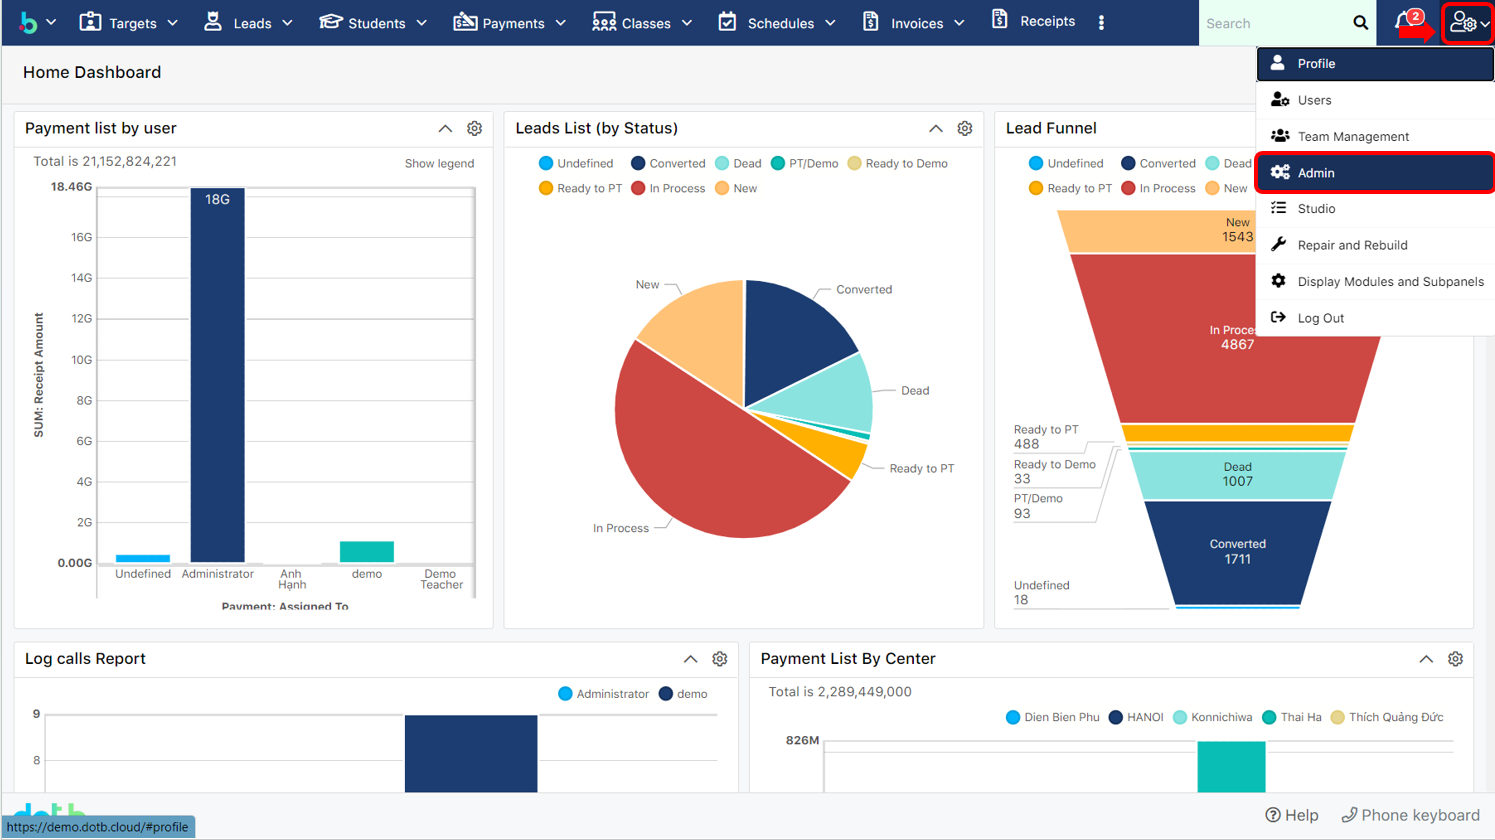 Targets Leads Students Payments Classes Schedules Invoices Receipts Search 2
Home Dashboard
Profile
Users
Team Management
Admin
Studio
Repair and Rebuild
Display Modules and Subpanels
Log Out
Payment list by user
Total is 21,152,824,221
Show legend
18.46G
16G
14G
12G
10G
8G
6G
4G
2G
0.00G
SUM: Receipt Amount
18G
Undefined Administrator Anh Hạnh demo Demo Teacher
Payment: Assigned To
Leads List (by Status)
Undefined Converted Dead PT/Demo Ready to Demo
Ready to PT In Process New
New
Converted
Dead
Ready to PT
In Process
Lead Funnel
Undefined Converted Dead
Ready to PT In Process New
New
1543
In Proces
4867
Ready to PT
488
Ready to Demo
33
PT/Demo
93
Dead
1007
Converted
1711
Undefined
18
Log calls Report
Administrator demo
9
8
Payment List By Center
Total is 2,289,449,000
Dien Bien Phu HANOI Konnichiwa Thai Ha Thích Quảng Đức
826M
dotb
https://demo.dotb.cloud/#profile
Help Phone keyboard